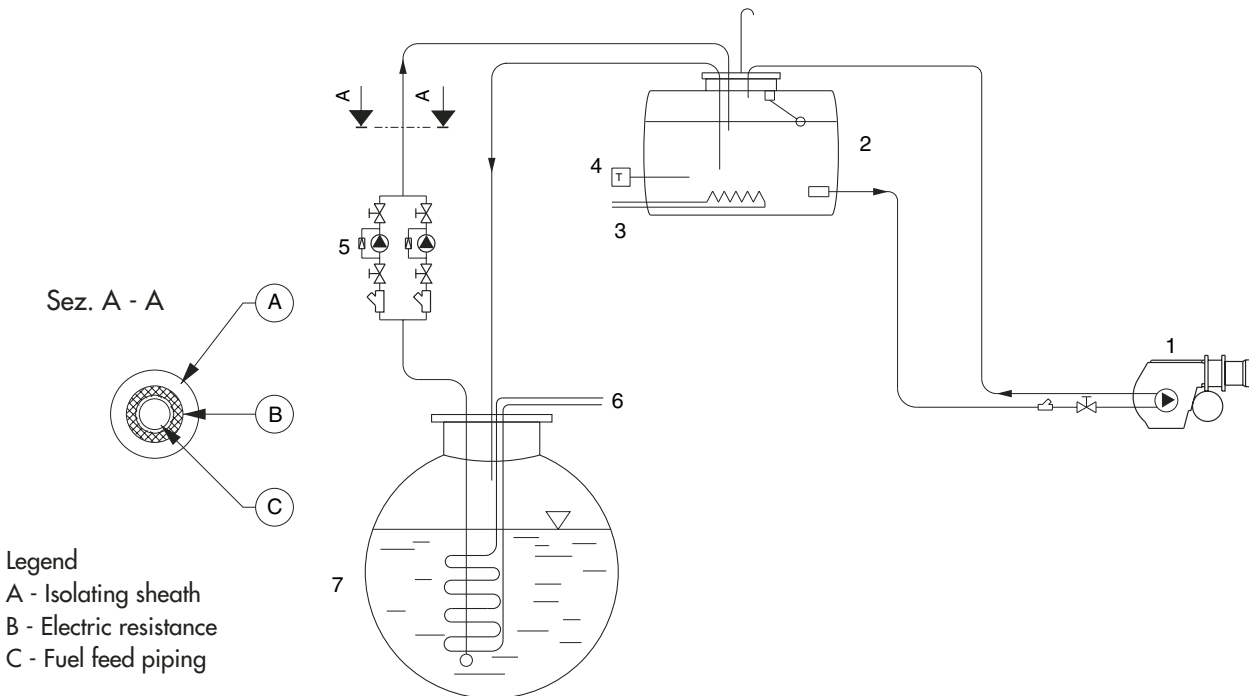 A
A
2
4
T
3
5
Sez. A - A
A
1
B
6
C
7
Legend
A - Isolating sheath
B - Electric resistance
C - Fuel feed piping